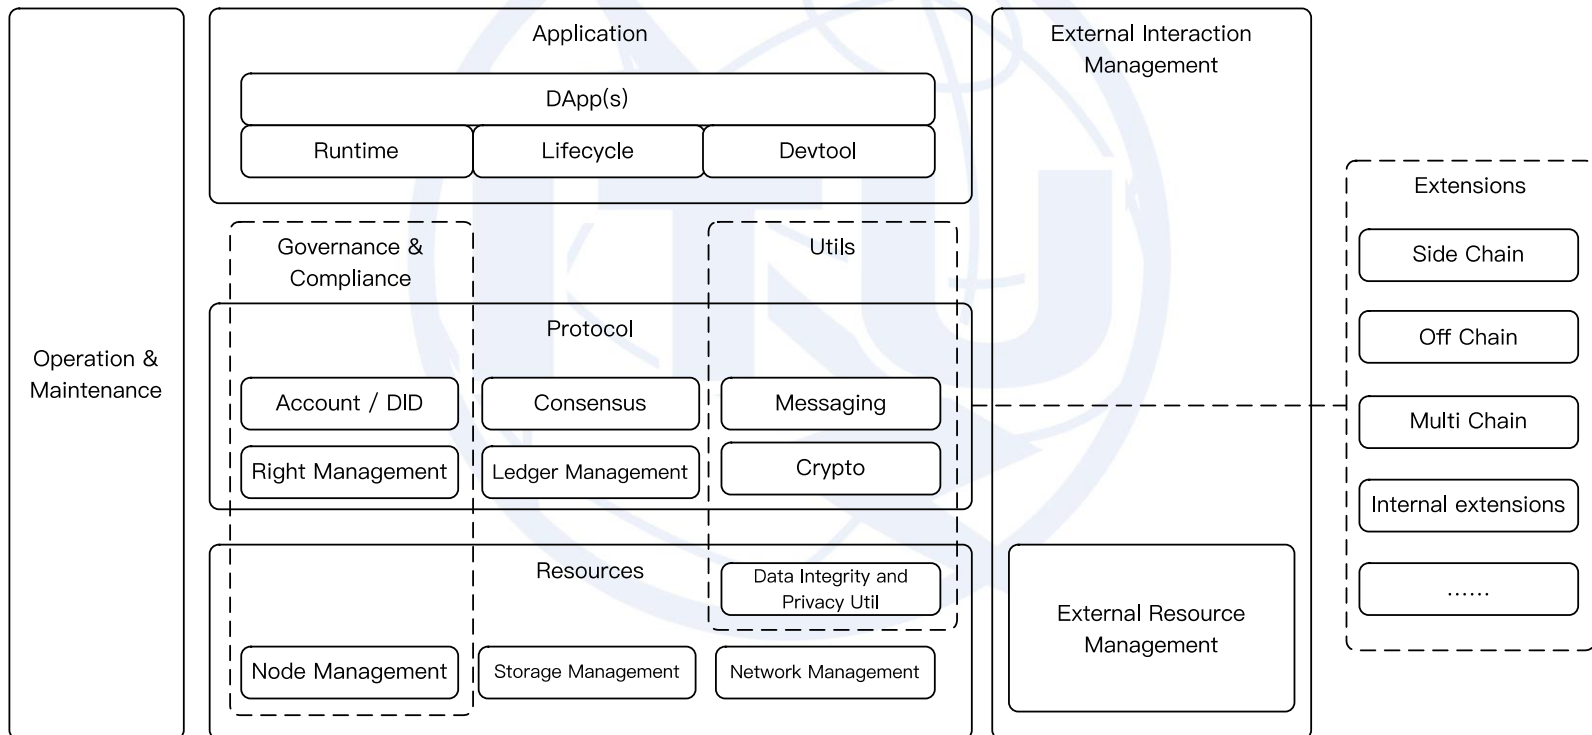 Operation &
Maintenance
Application
DApp(s)
Runtime
Lifecycle
Devtool
Governance &
Compliance
Utils
Protocol
Account / DID
Consensus
Messaging
Right Management
Ledger Management
Crypto
Resources
Data Integrity and
Privacy Util
Node Management
Storage Management
Network Management
External Interaction
Management
External Resource
Management
Extensions
Side Chain
Off Chain
Multi Chain
Internal extensions
......
ITU